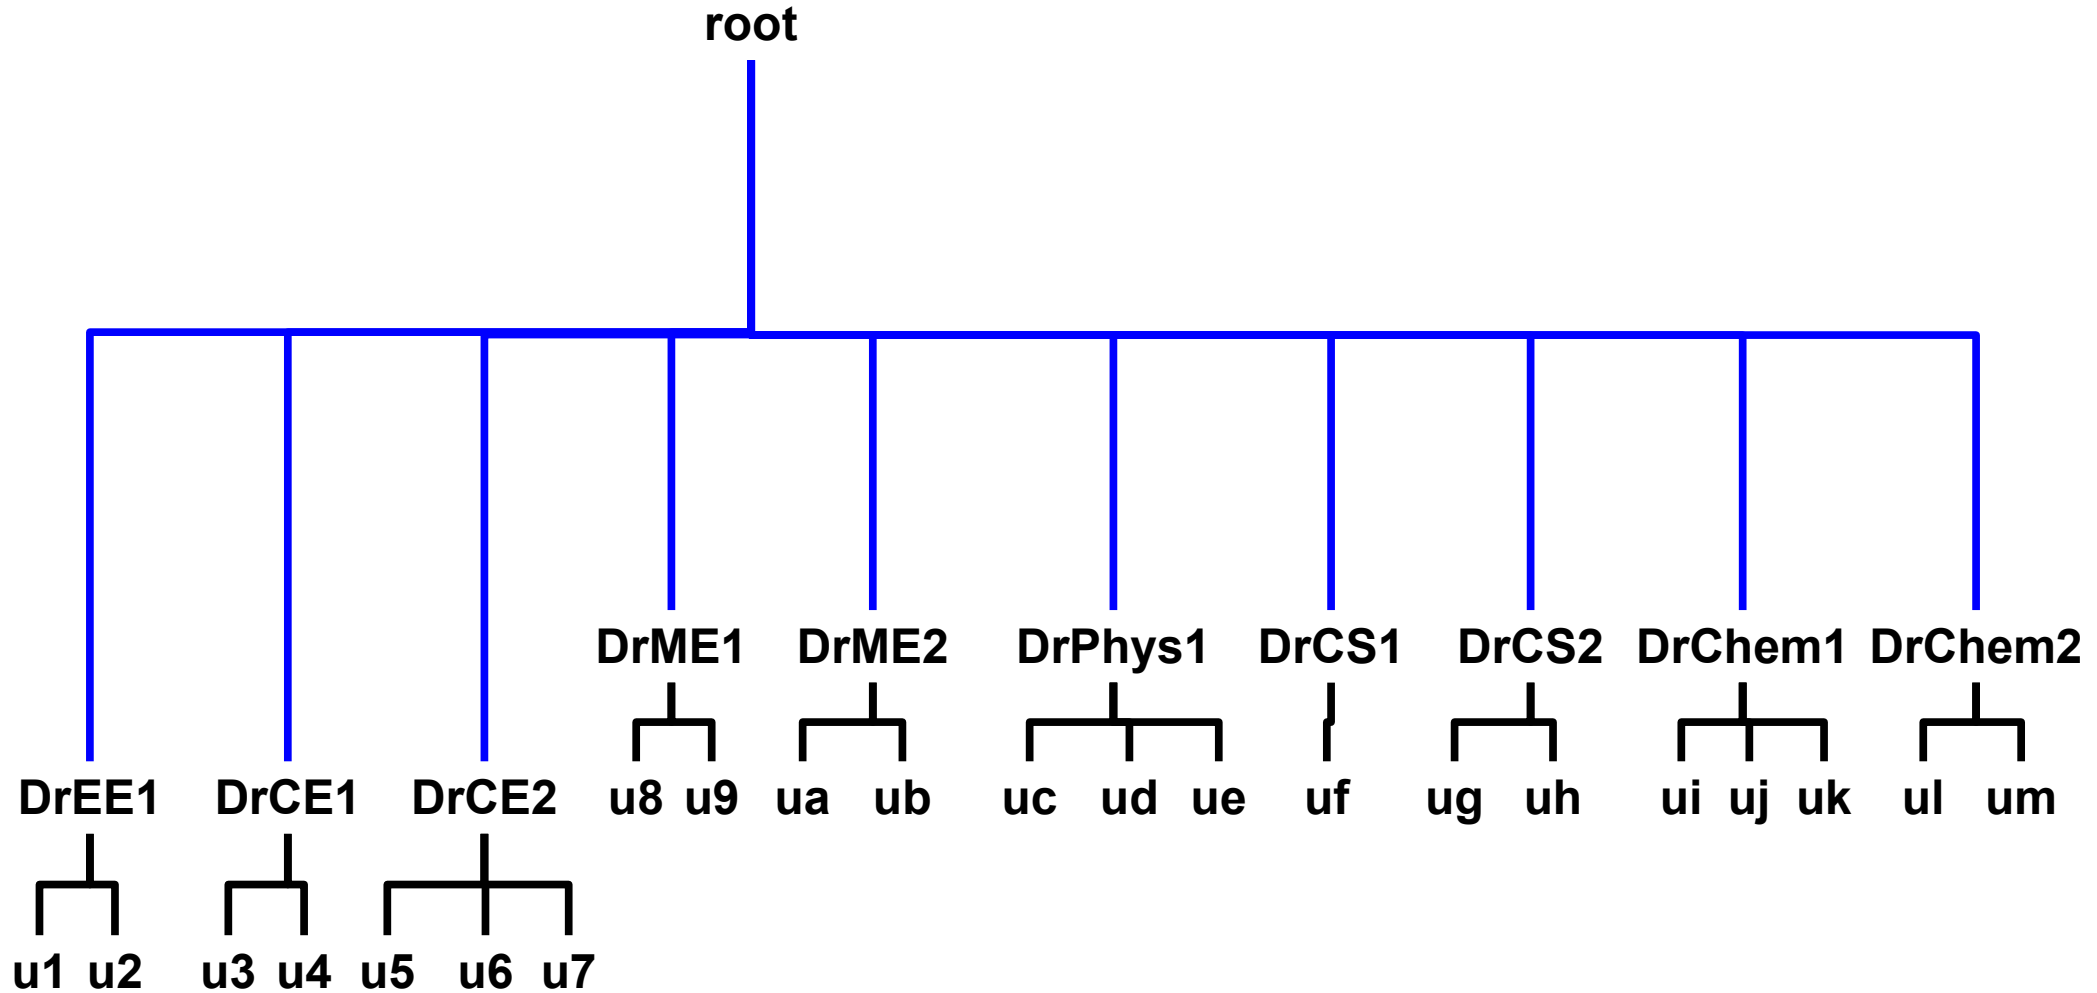 root
DrME1 DrME2 DrPhys1 DrCS1 DrCS2 DrChem1 DrChem2
DrEE1 DrCE1 DrCE2 u8 u9 ua ub uc ud ue uf ug uh ui uj uk ul um
u1 u2 u3 u4 u5 u6 u7